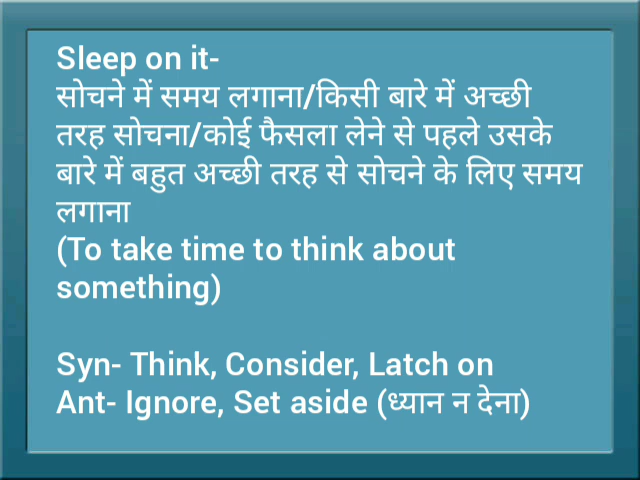 Sleep on it-
सोचने में समय लगाना/किसी बारे में अच्छी
तरह सोचना/कोई फैसला लेने से पहले उसके
बारे में बहुत अच्छी तरह से सोचने के लिए समय
लगाना
(To take time to think about
something)
Syn- Think, Consider, Latch on
Ant- Ignore, Set aside (ध्यान न देना)